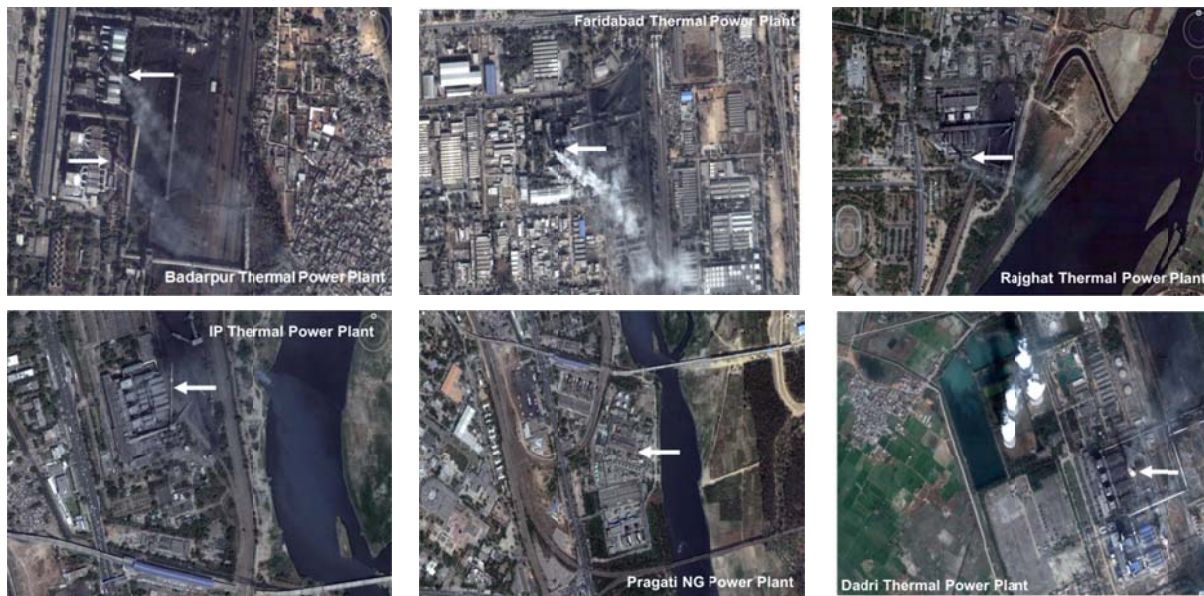 Badarpur Thermal Power Plant
Faridabad Thermal Power Plant
Rajghat Thermal Power Plant
IP Thermal Power Plant
Pragati NG Power Plant
Dadri Thermal Power Plant